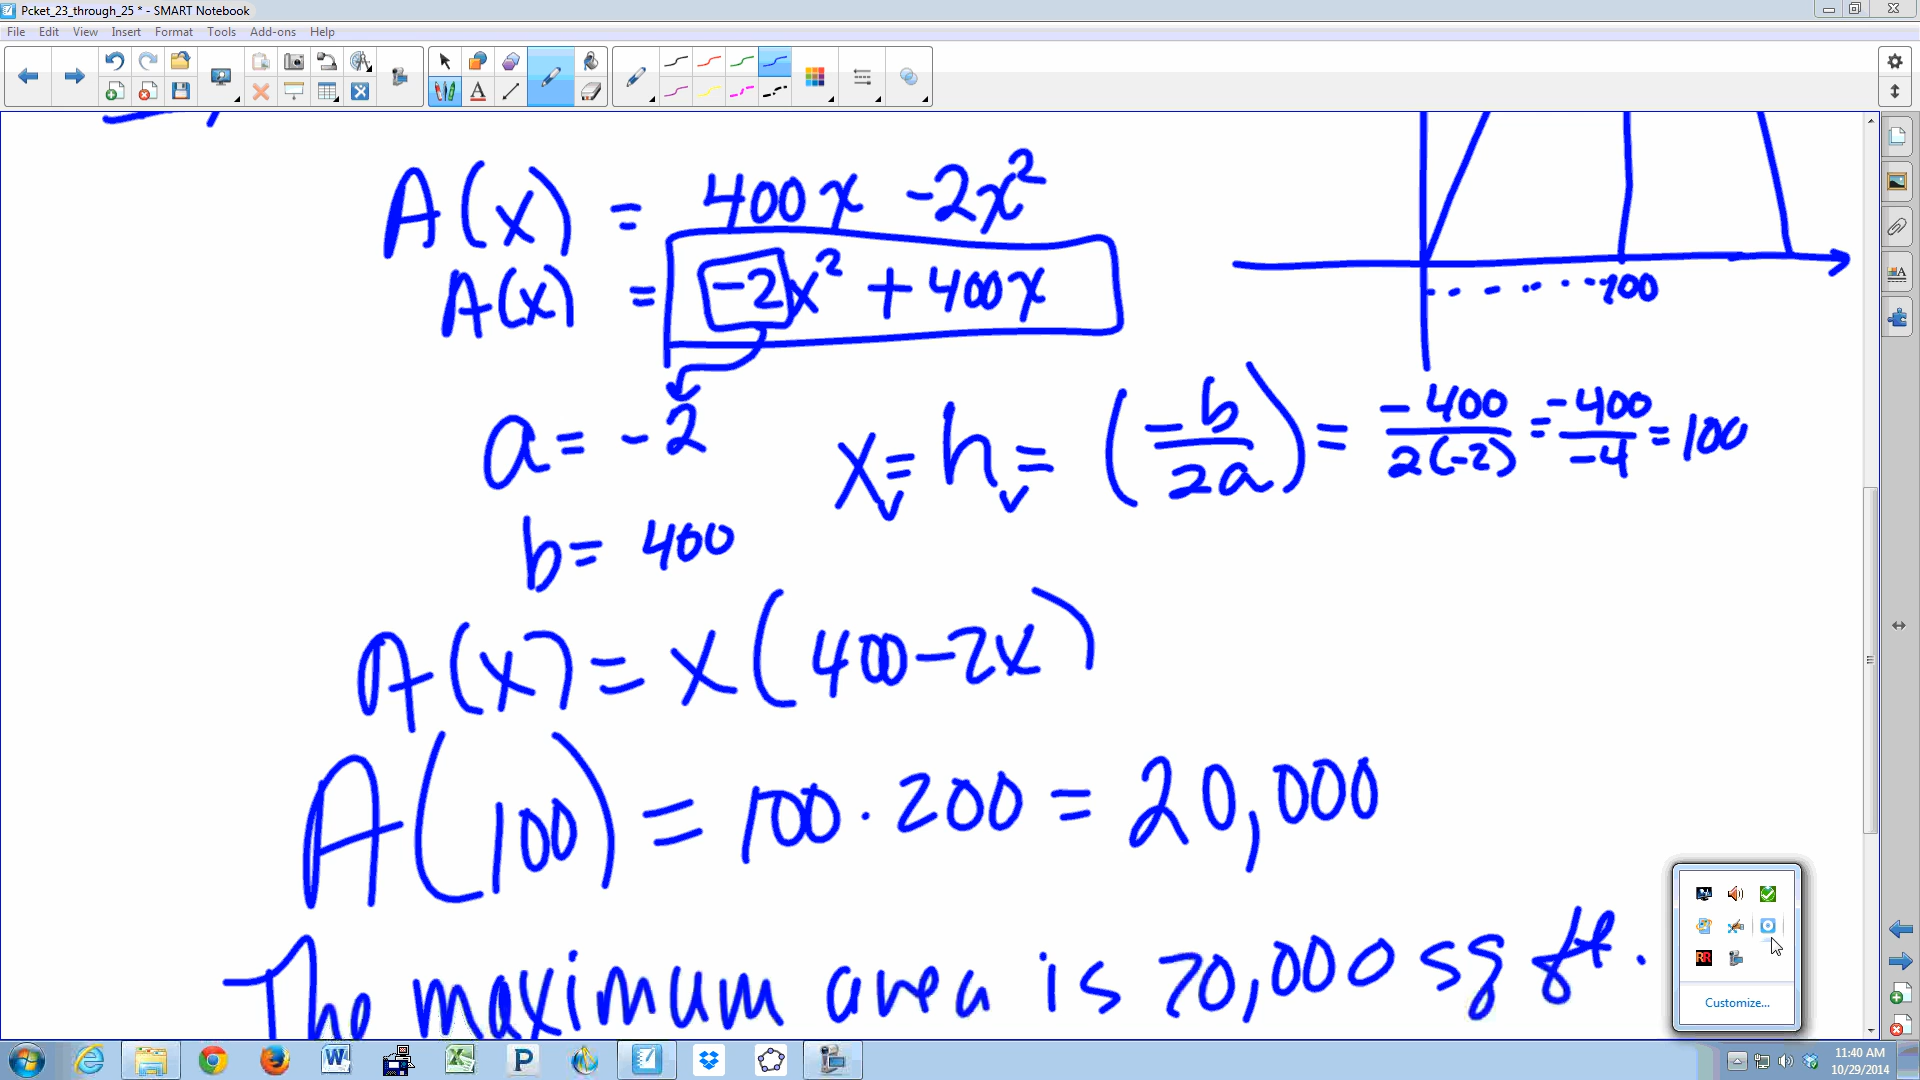 Pcket_23_through_25 * - SMART Notebook
File Edit View Insert Format Tools Add-ons Help
A(x) = 400x -2x²
A(x) = -2x² + 400x
100
a = -2
x = h = (-b/2a) = -400/2(-2) = -400/-4 = 100
b = 400
A(x) = x(400-2x)
A(100) = 100 · 200 = 20,000
The maximum area is 20,000 sq ft.
Customize...
11:40 AM
10/29/2014